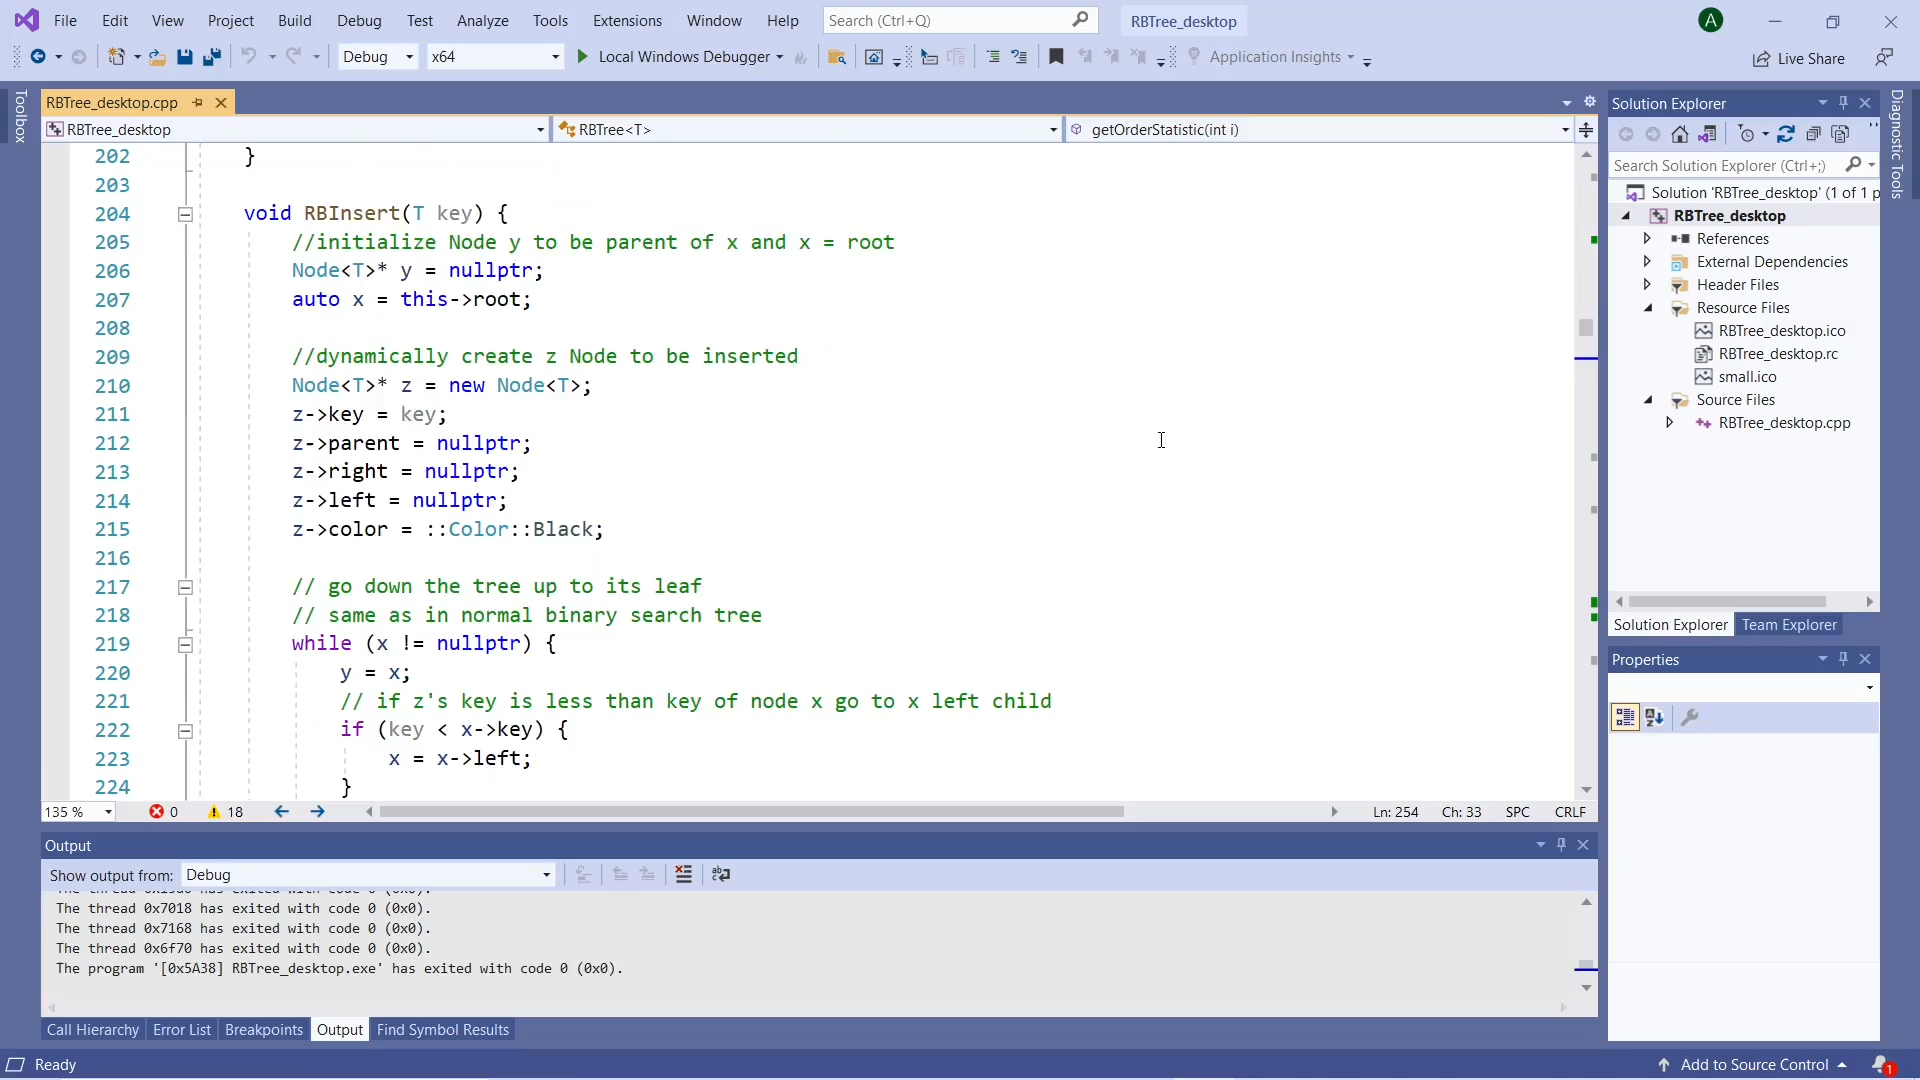 File Edit View Project Build Debug Test Analyze Tools Extensions Window Help Search (Ctrl+Q) RBTree_desktop A
Debug x64 Local Windows Debugger Application Insights Live Share
Toolbox
RBTree_desktop.cpp
RBTree_desktop RBTree<T> getOrderStatistic(int i)
202 }
203
204 void RBInsert(T key) {
205 //initialize Node y to be parent of x and x = root
206 Node<T>* y = nullptr;
207 auto x = this->root;
208
209 //dynamically create z Node to be inserted
210 Node<T>* z = new Node<T>;
211 z->key = key;
212 z->parent = nullptr;
213 z->right = nullptr;
214 z->left = nullptr;
215 z->color = ::Color::Black;
216
217 // go down the tree up to its leaf
218 // same as in normal binary search tree
219 while (x != nullptr) {
220 y = x;
221 // if z's key is less than key of node x go to x left child
222 if (key < x->key) {
223 x = x->left;
224 }
135 % 0 18 Ln: 254 Ch: 33 SPC CRLF
Output
Show output from: Debug
The thread 0x7018 has exited with code 0 (0x0).
The thread 0x7168 has exited with code 0 (0x0).
The thread 0x6f70 has exited with code 0 (0x0).
The program '[0x5A38] RBTree_desktop.exe' has exited with code 0 (0x0).
Call Hierarchy Error List Breakpoints Output Find Symbol Results
Solution Explorer
Search Solution Explorer (Ctrl+;)
Solution 'RBTree_desktop' (1 of 1 p
RBTree_desktop
References
External Dependencies
Header Files
Resource Files
RBTree_desktop.ico
RBTree_desktop.rc
small.ico
Source Files
RBTree_desktop.cpp
Solution Explorer Team Explorer
Properties
Diagnostic Tools
Ready Add to Source Control 1